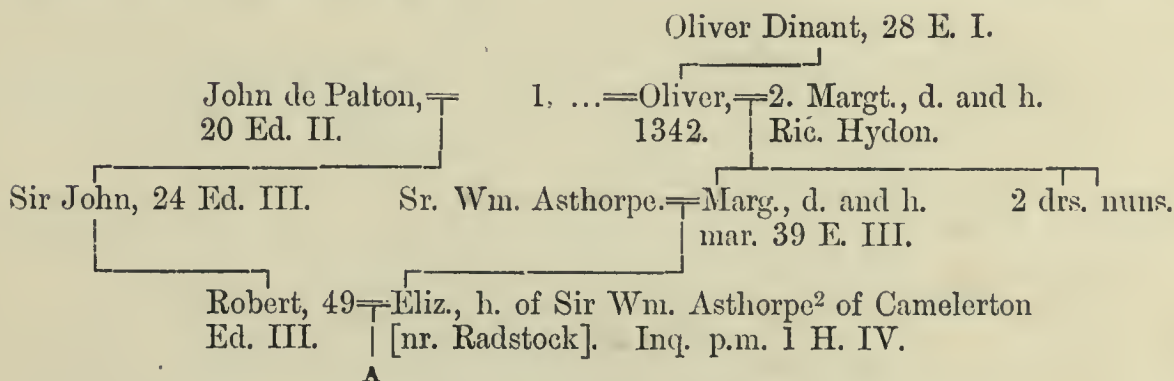 Oliver Dinant, 28 E. I.
John de Palton,
20 Ed. II.
1, ...=Oliver,
1342.
2. Margt., d. and h.
Ric. Hydon.
Sir John, 24 Ed. III.
Sr. Wm. Asthorpe.
Marg., d. and h.
mar. 39 E. III.
2 drs. nuns.
Robert, 49
Ed. III.
Eliz., h. of Sir Wm. Asthorpe² of Camelerton
[nr. Radstock]. Inq. p.m. 1 H. IV.
A